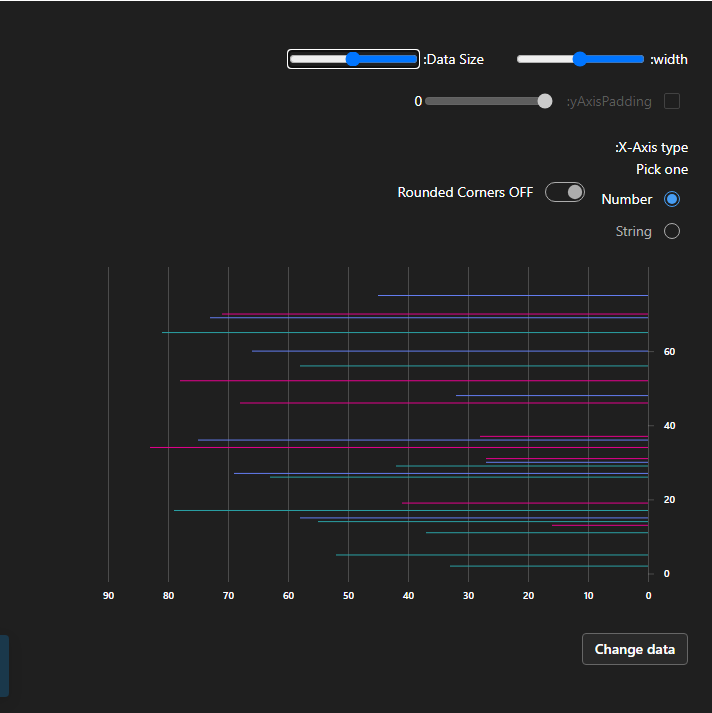 :width
:Data Size
:yAxisPadding
0
:X-Axis type
Pick one
Number
Rounded Corners OFF
String
60
40
20
0
90 80 70 60 50 40 30 20 10 0
Change data